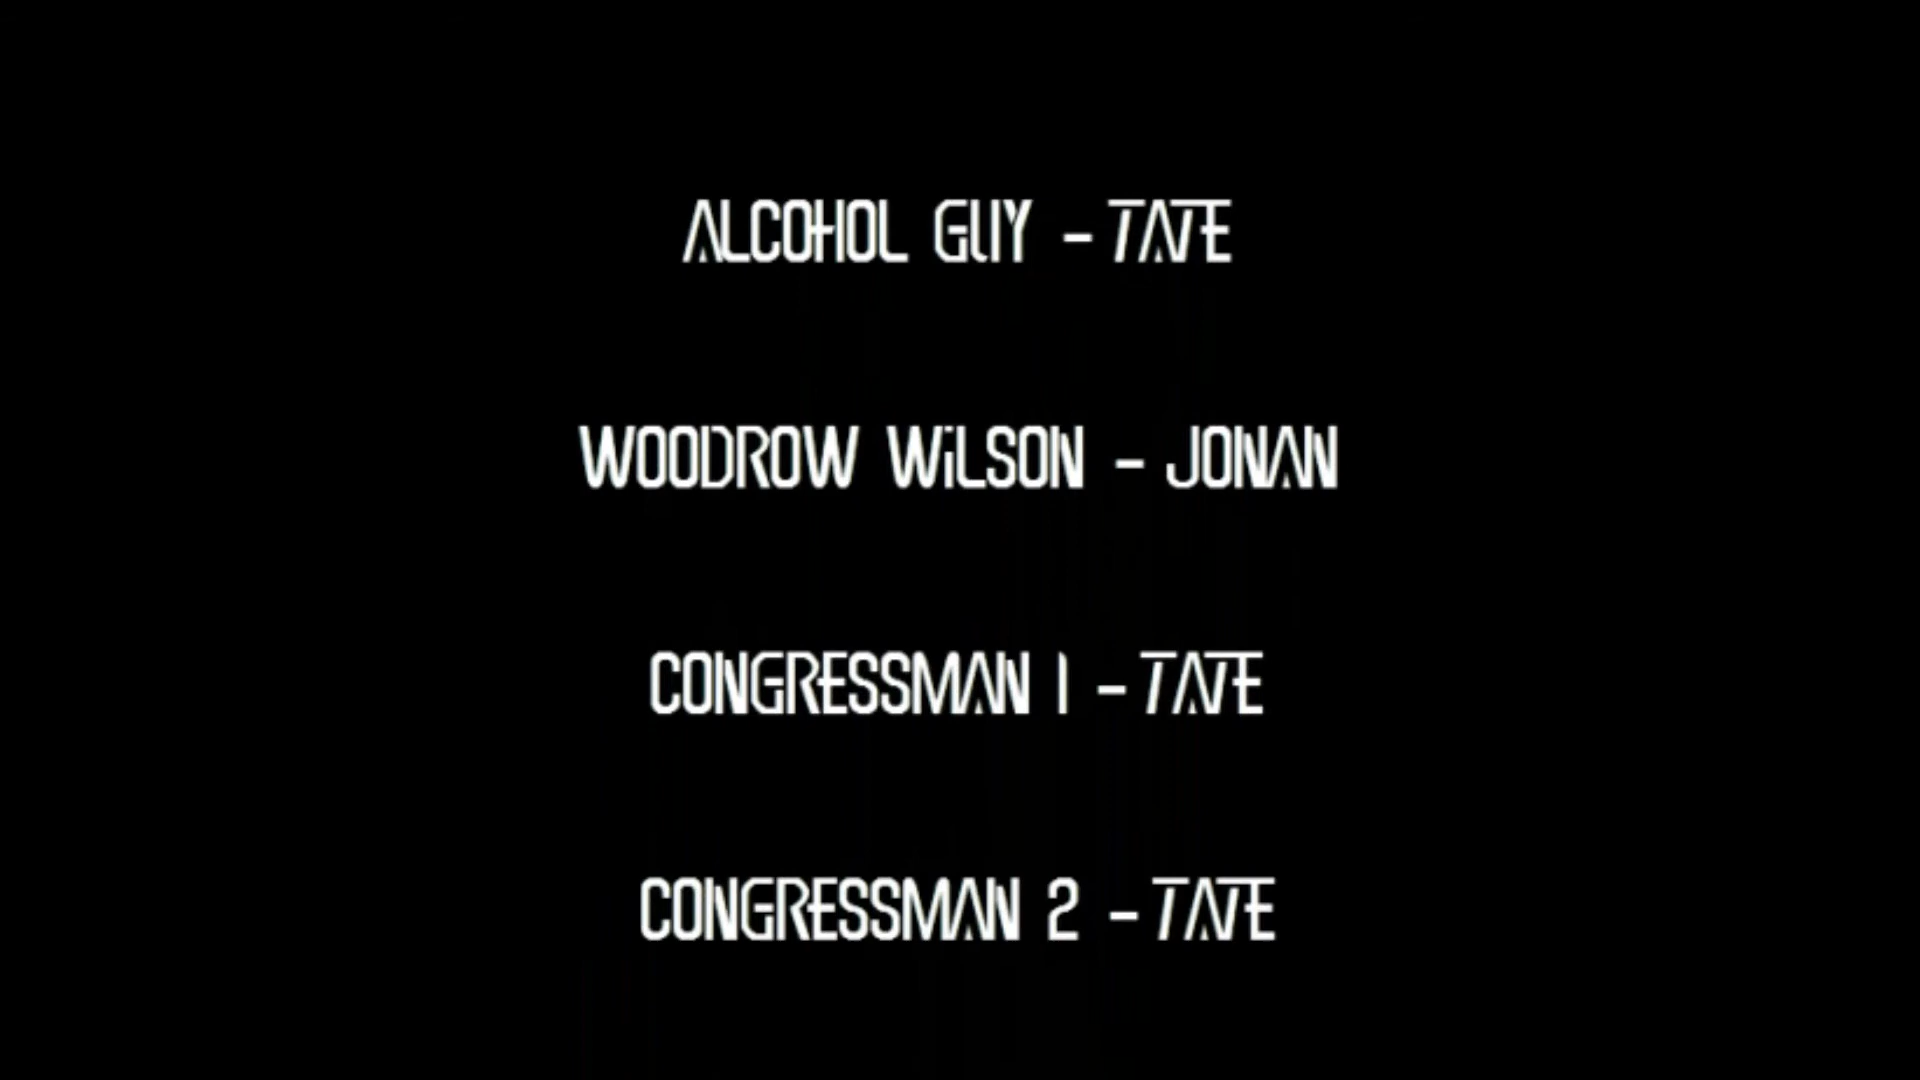 ALCOHOL GUY - TATE
WOODROW WiLSON - JONAN
CONGRESSMAN 1 - TATE
CONGRESSMAN 2 - TATE